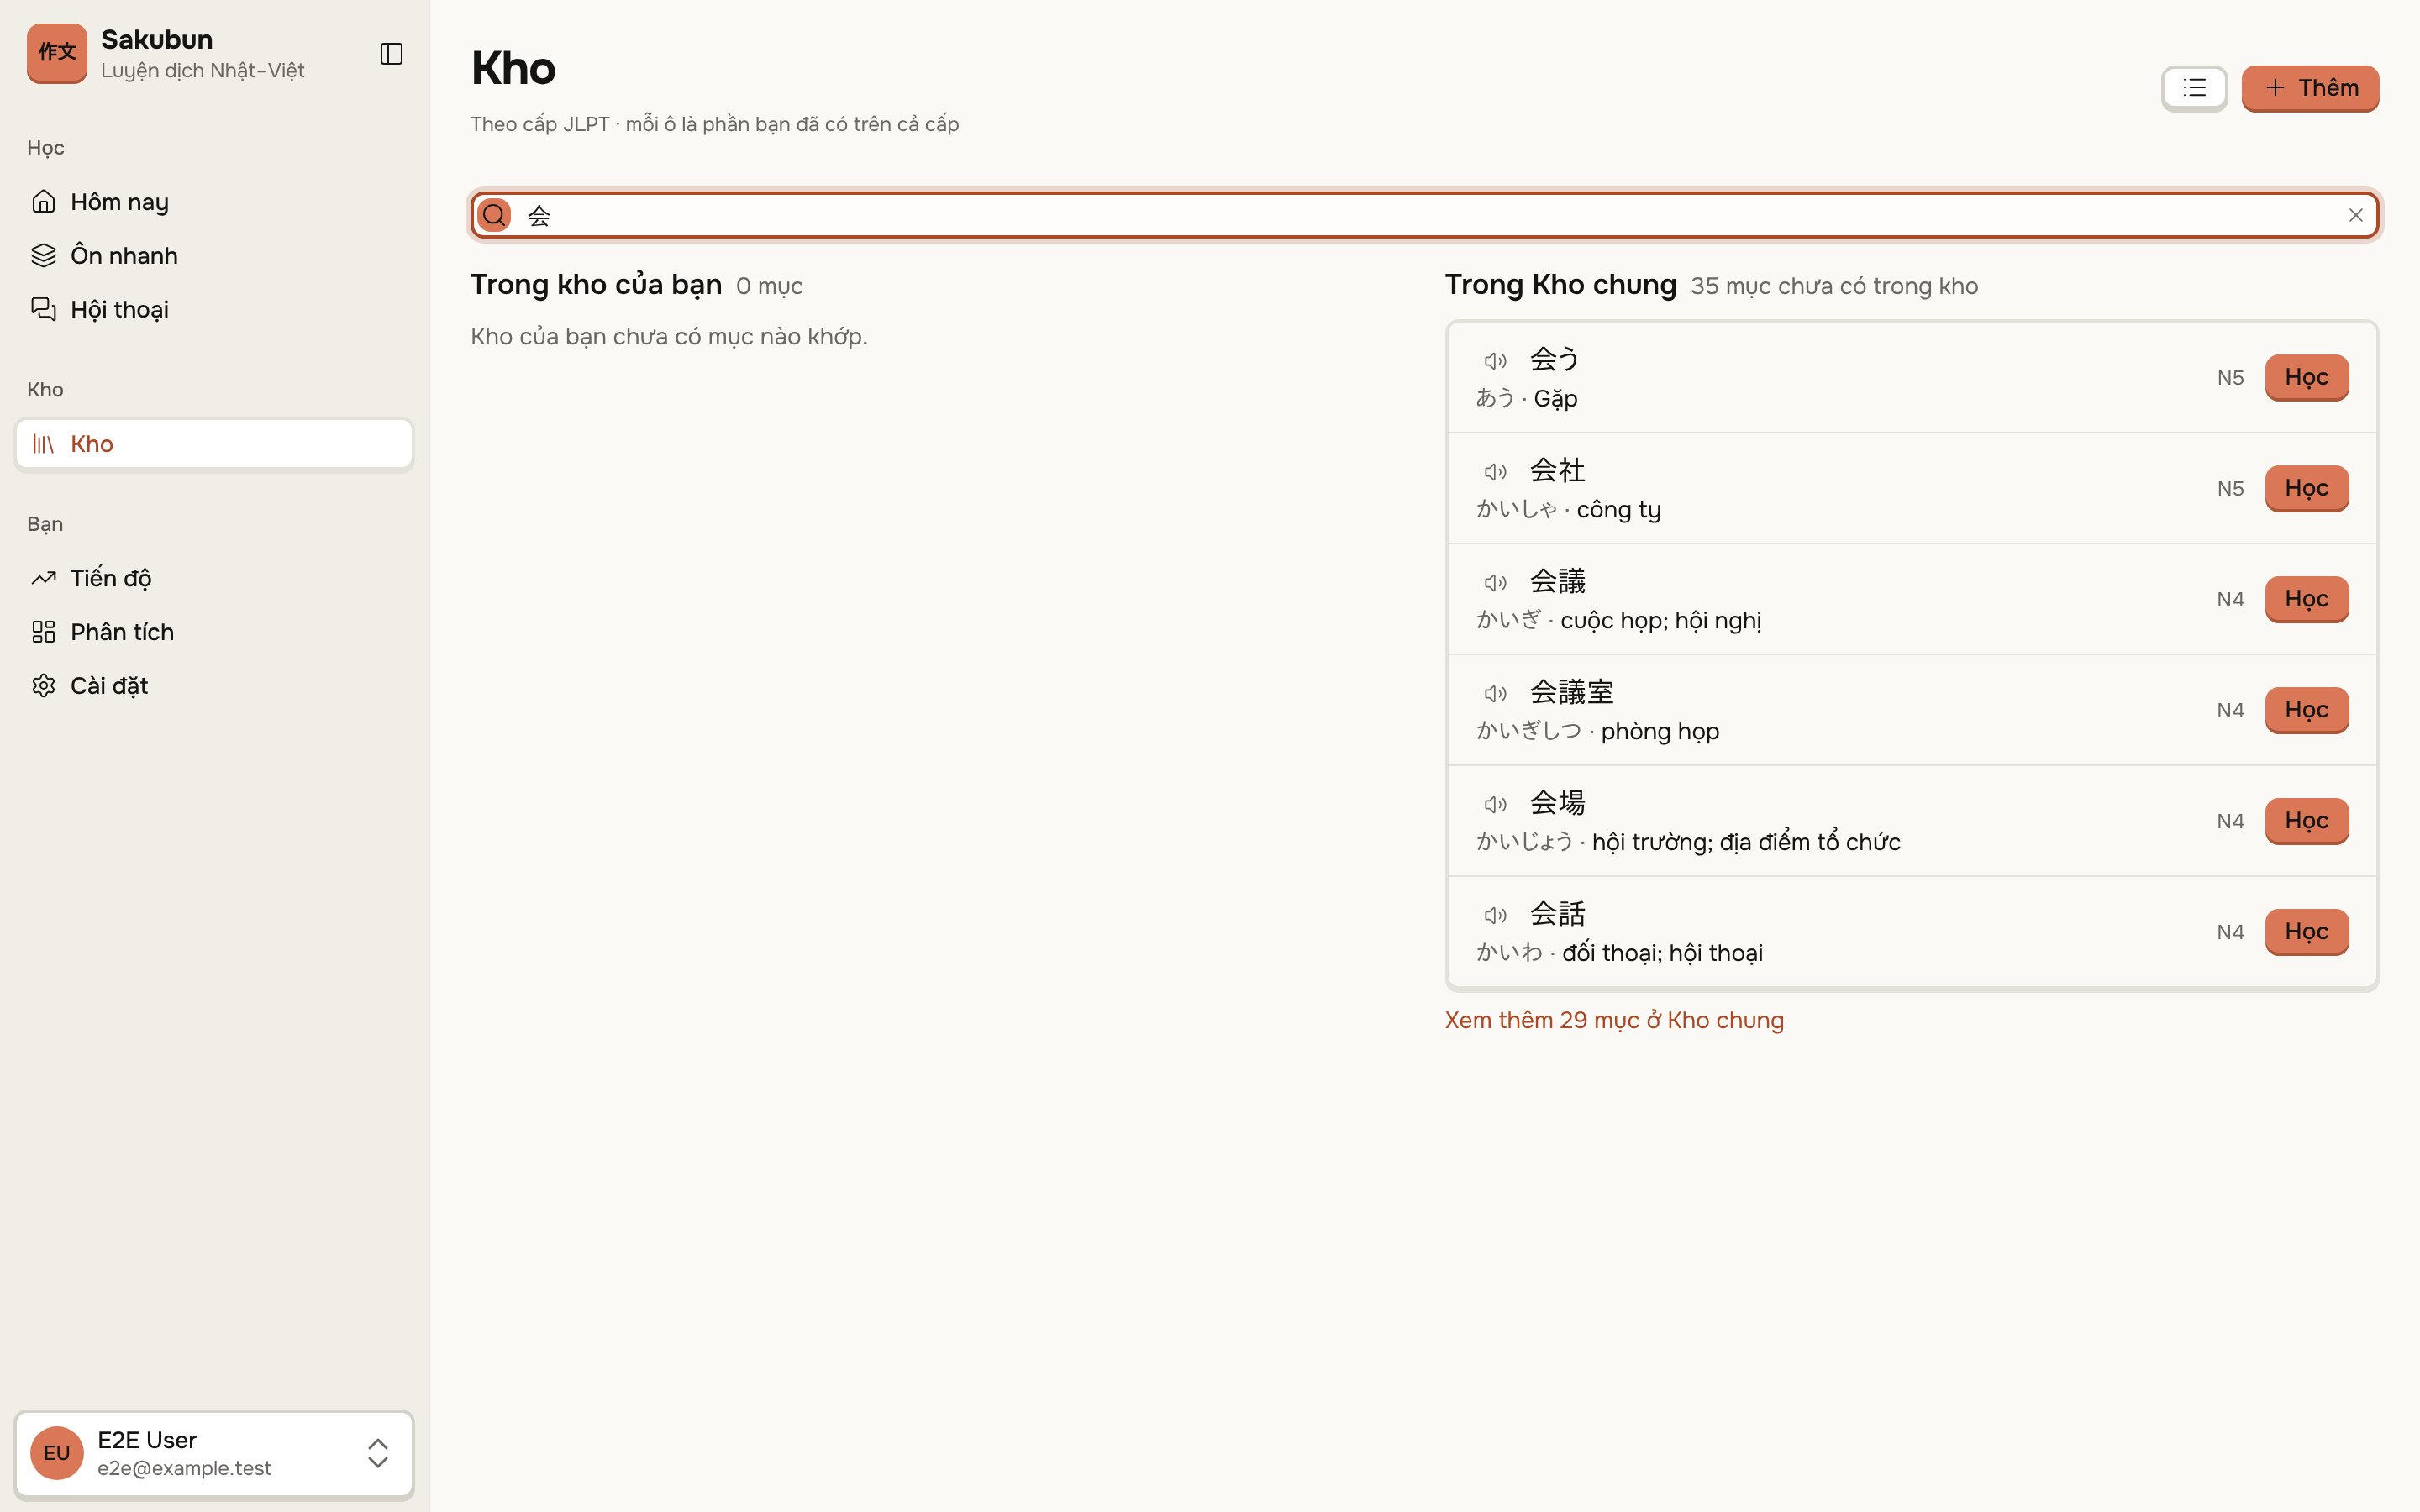 作文
Sakubun
Luyện dịch Nhật–Việt
Học
Hôm nay
Ôn nhanh
Hội thoại
Kho
Kho
Bạn
Tiến độ
Phân tích
Cài đặt
EU
E2E User
e2e@example.test
Kho
Theo cấp JLPT · mỗi ô là phần bạn đã có trên cả cấp
Thêm
会
Trong kho của bạn 0 mục
Kho của bạn chưa có mục nào khớp.
Trong Kho chung 35 mục chưa có trong kho
会う
あう · Gặp
N5 Học
会社
かいしゃ · công ty
N5 Học
会議
かいぎ · cuộc họp; hội nghị
N4 Học
会議室
かいぎしつ · phòng họp
N4 Học
会場
かいじょう · hội trường; địa điểm tổ chức
N4 Học
会話
かいわ · đối thoại; hội thoại
N4 Học
Xem thêm 29 mục ở Kho chung